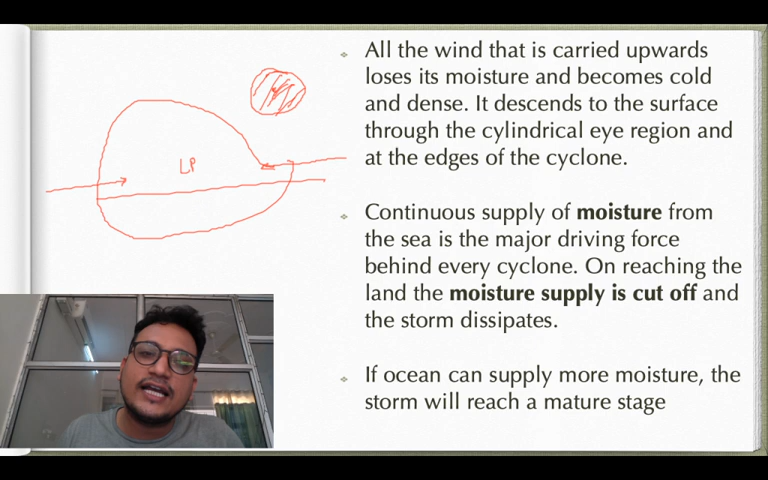 LP
All the wind that is carried upwards
loses its moisture and becomes cold
and dense. It descends to the surface
through the cylindrical eye region and
at the edges of the cyclone.
Continuous supply of moisture from
the sea is the major driving force
behind every cyclone. On reaching the
land the moisture supply is cut off and
the storm dissipates.
If ocean can supply more moisture, the
storm will reach a mature stage